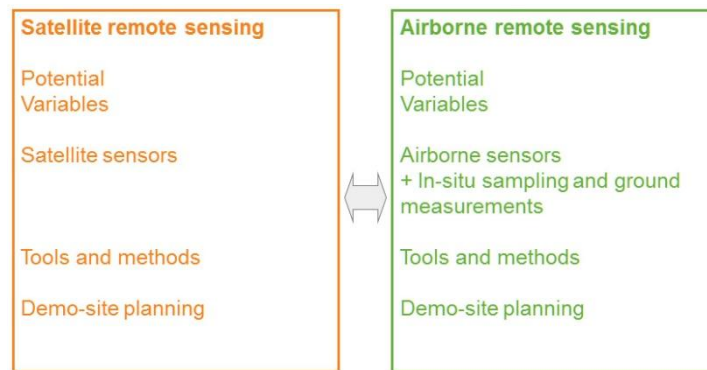 Satellite remote sensing
Potential
Variables
Satellite sensors
Tools and methods
Demo-site planning
Airborne remote sensing
Potential
Variables
Airborne sensors
+ In-situ sampling and ground
measurements
Tools and methods
Demo-site planning